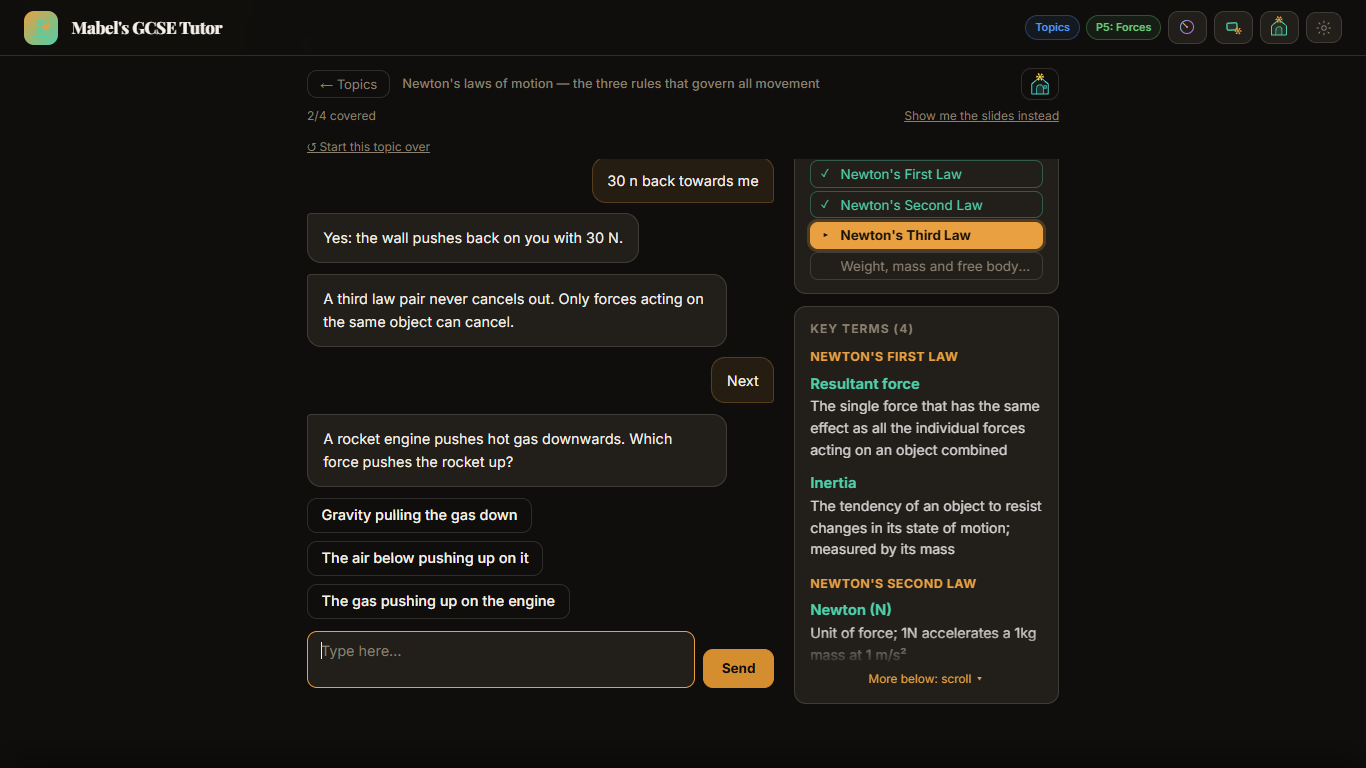 Mabel's GCSE Tutor
Topics
P5: Forces
← Topics
Newton's laws of motion — the three rules that govern all movement
2/4 covered
Show me the slides instead
↺ Start this topic over
30 n back towards me
Yes: the wall pushes back on you with 30 N.
A third law pair never cancels out. Only forces acting on
the same object can cancel.
Next
A rocket engine pushes hot gas downwards. Which
force pushes the rocket up?
Gravity pulling the gas down
The air below pushing up on it
The gas pushing up on the engine
Type here...
Send
✓ Newton's First Law
✓ Newton's Second Law
▸ Newton's Third Law
Weight, mass and free body...
KEY TERMS (4)
NEWTON'S FIRST LAW
Resultant force
The single force that has the same
effect as all the individual forces
acting on an object combined
Inertia
The tendency of an object to resist
changes in its state of motion;
measured by its mass
NEWTON'S SECOND LAW
Newton (N)
Unit of force; 1N accelerates a 1kg
mass at 1 m/s²
More below: scroll ▾